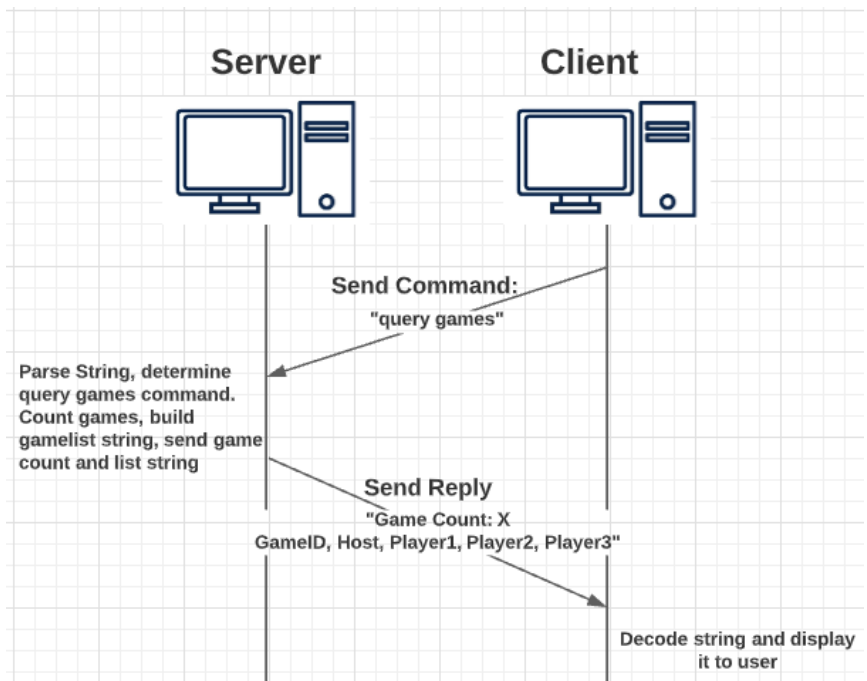 Server
Client
Send Command:
"query games"
Parse String, determine
query games command.
Count games, build
gamelist string, send game
count and list string
Send Reply
"Game Count: X
GameID, Host, Player1, Player2, Player3"
Decode string and display
it to user